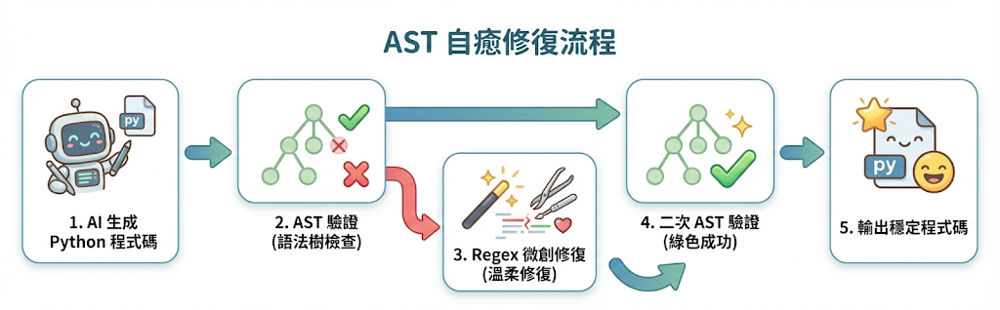 AST 自癒修復流程
py
1. AI 生成
Python 程式碼
2. AST 驗證
(語法樹檢查)
3. Regex 微創修復
(溫柔修復)
4. 二次 AST 驗證
(綠色成功)
py
5. 輸出穩定程式碼